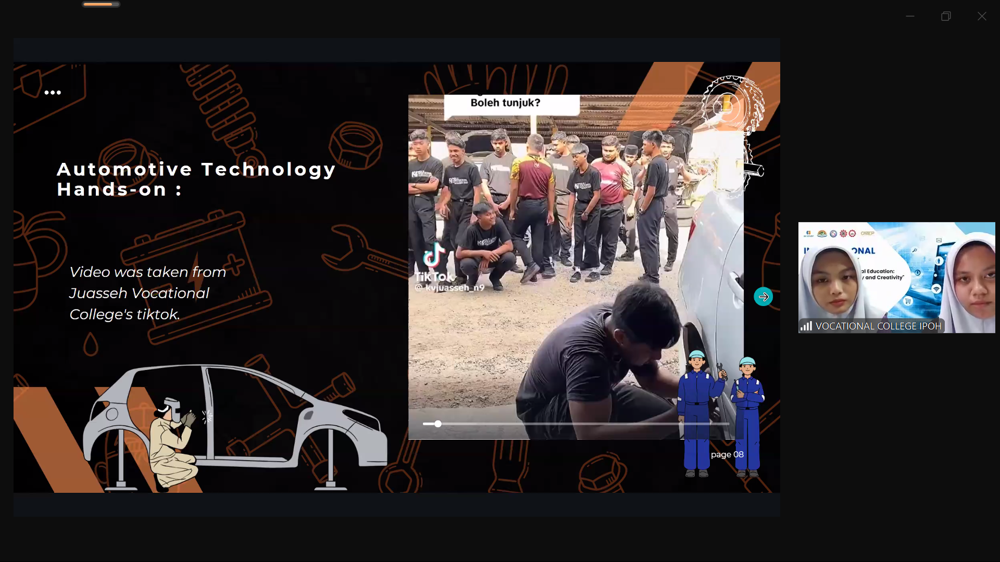 Automotive Technology
Hands-on :
Video was taken from
Juasseh Vocational
College's tiktok.
Boleh tunjuk?
TikTok
@ kvjuasseh_n9
page 08
al Education:
y and Creativity"
VOCATIONAL COLLEGE IPOH